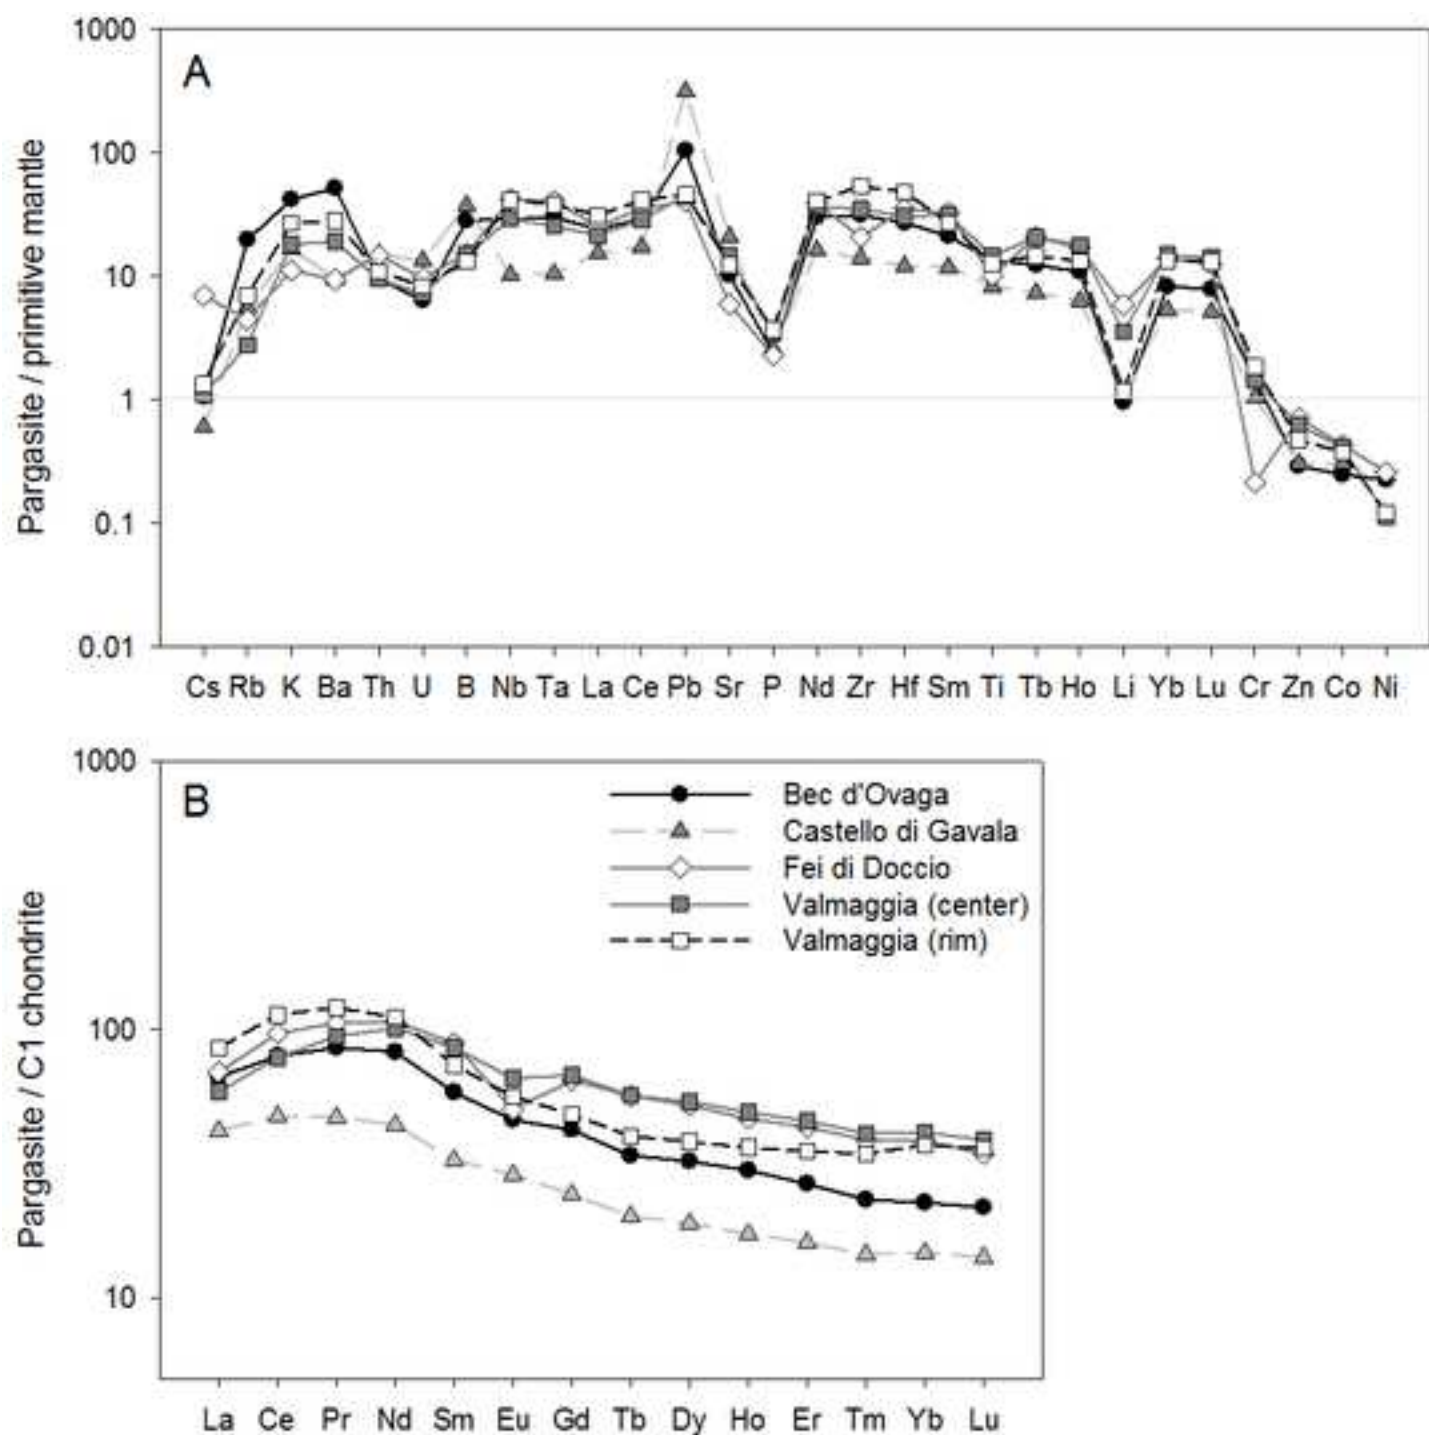 A
1000
100
10
1
0.1
0.01
Pargasite / primitive mantle
Cs Rb K Ba Th U B Nb Ta La Ce Pb Sr P Nd Zr Hf Sm Ti Tb Ho Li Yb Lu Cr Zn Co Ni
B
1000
100
10
Pargasite / C1 chondrite
Bec d'Ovaga
Castello di Gavala
Fei di Doccio
Valmaggia (center)
Valmaggia (rim)
La Ce Pr Nd Sm Eu Gd Tb Dy Ho Er Tm Yb Lu